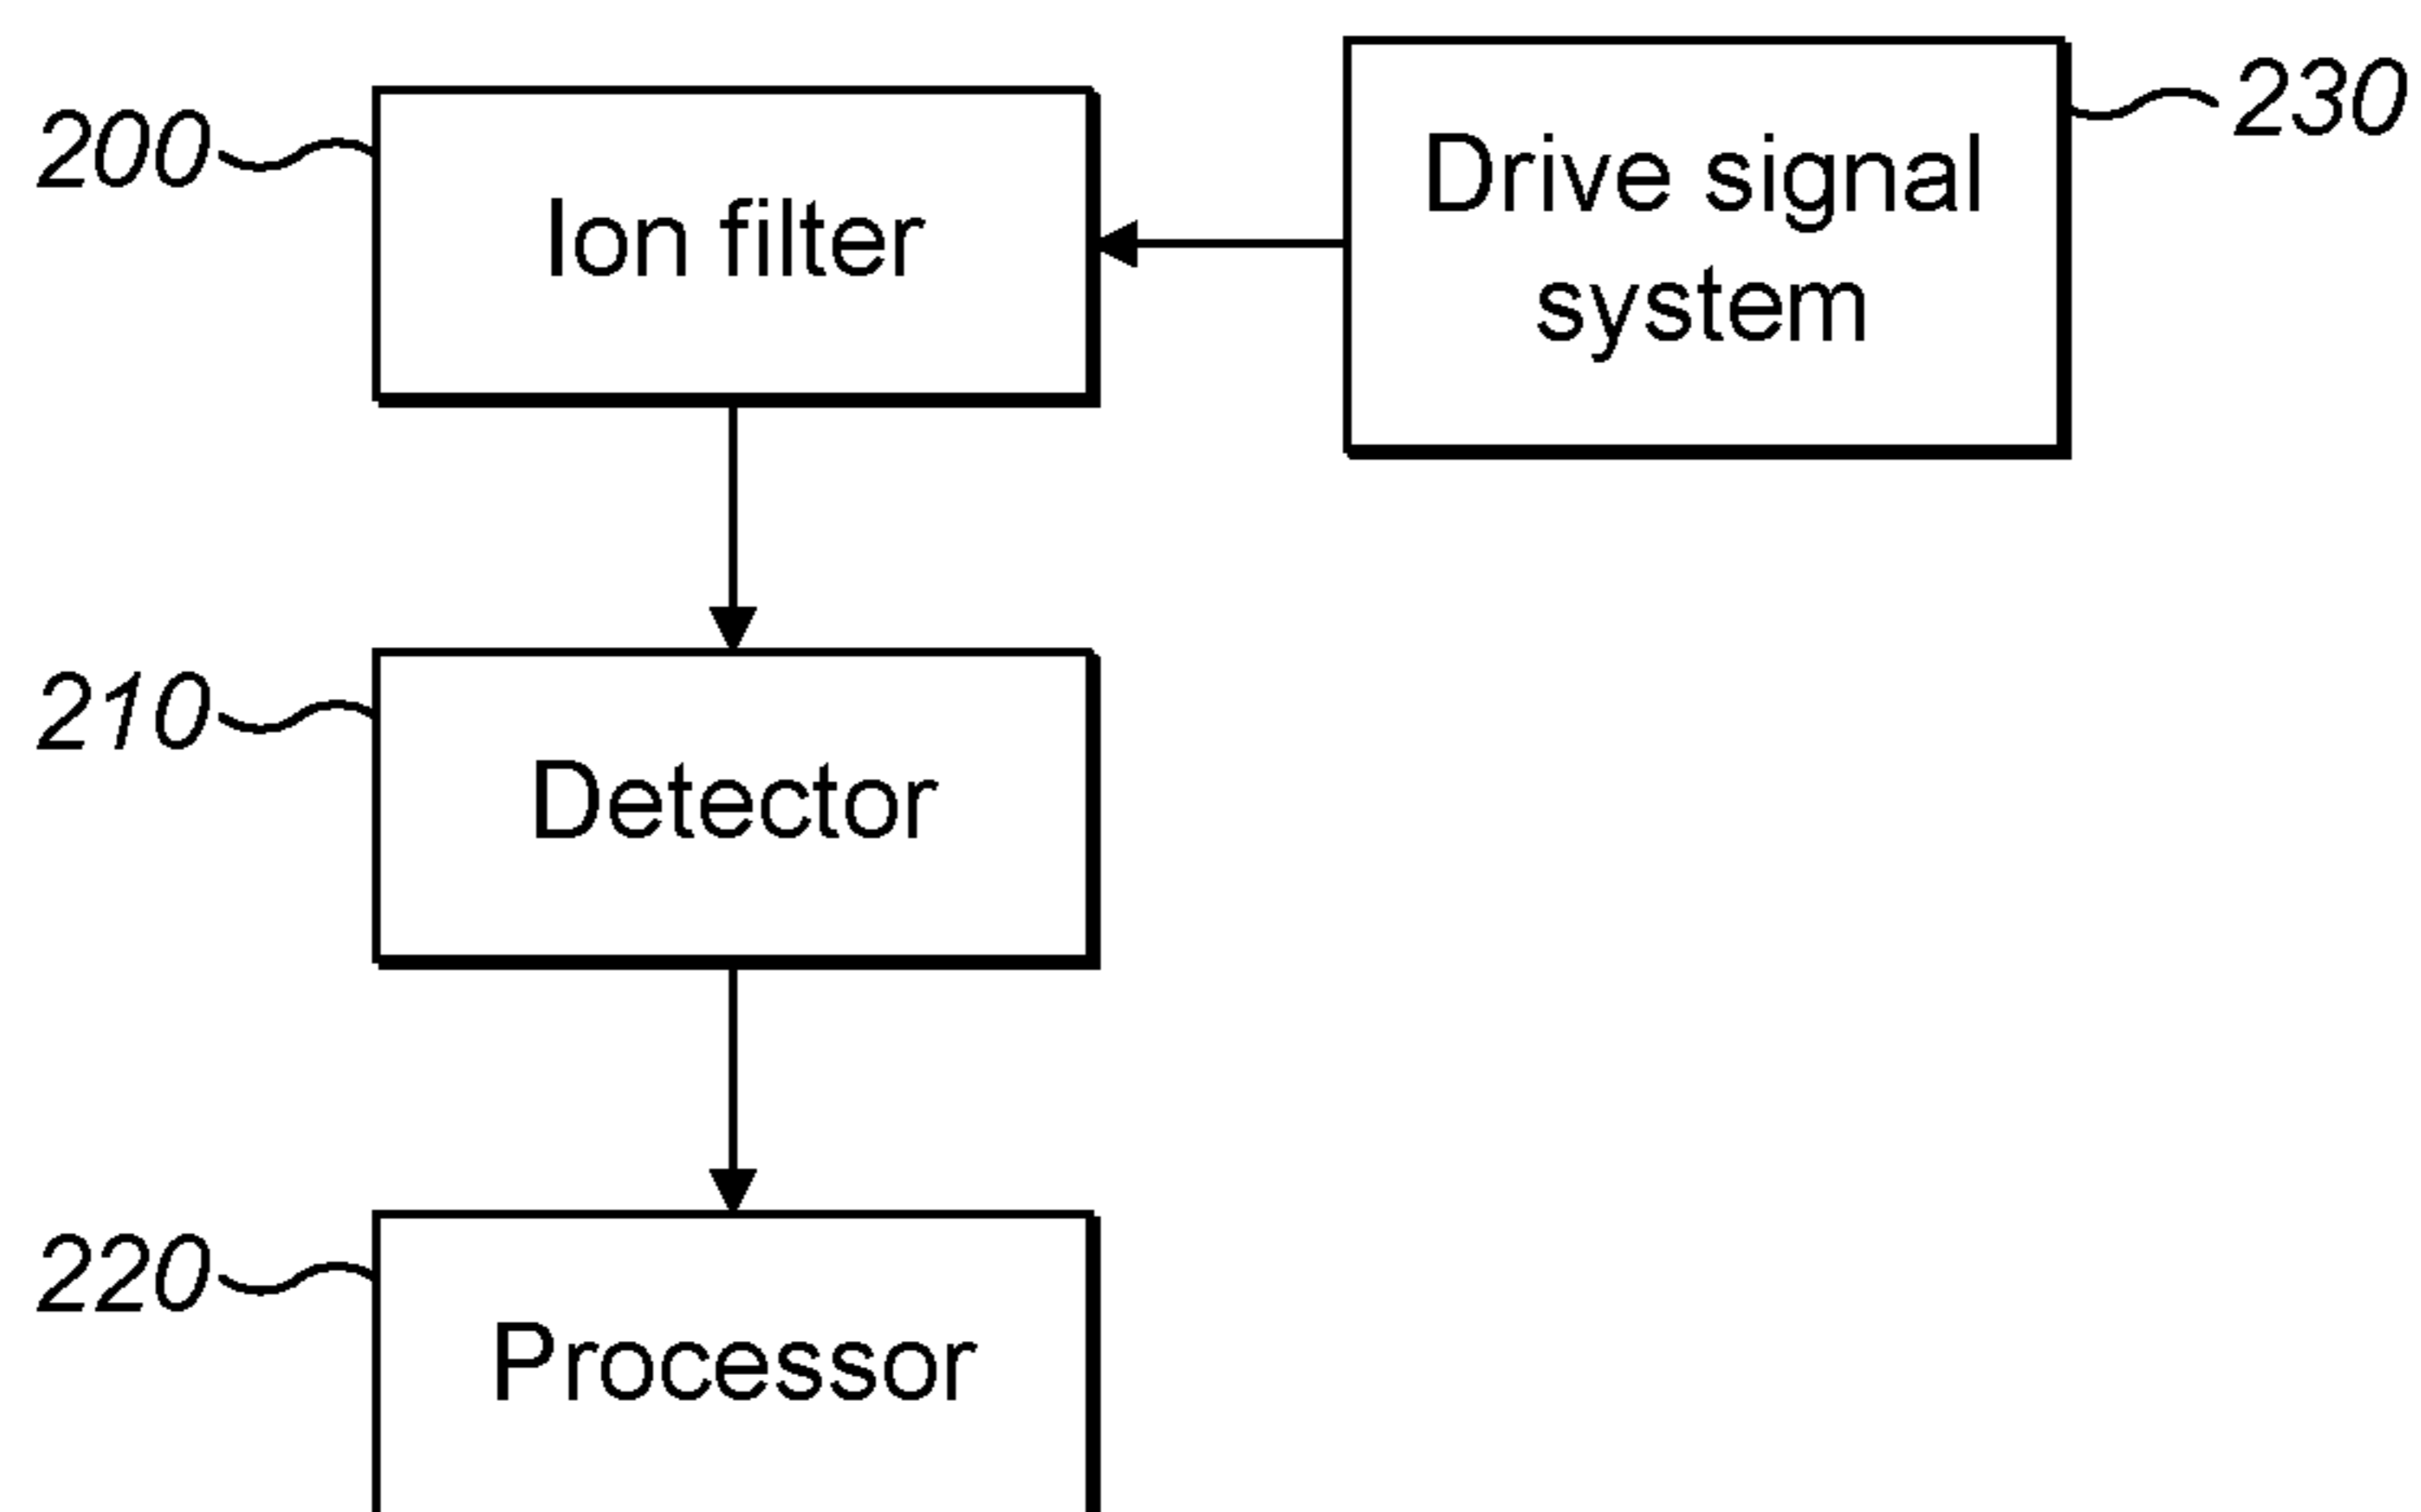 200
Ion filter
Drive signal
system
230
210
Detector
220
Processor